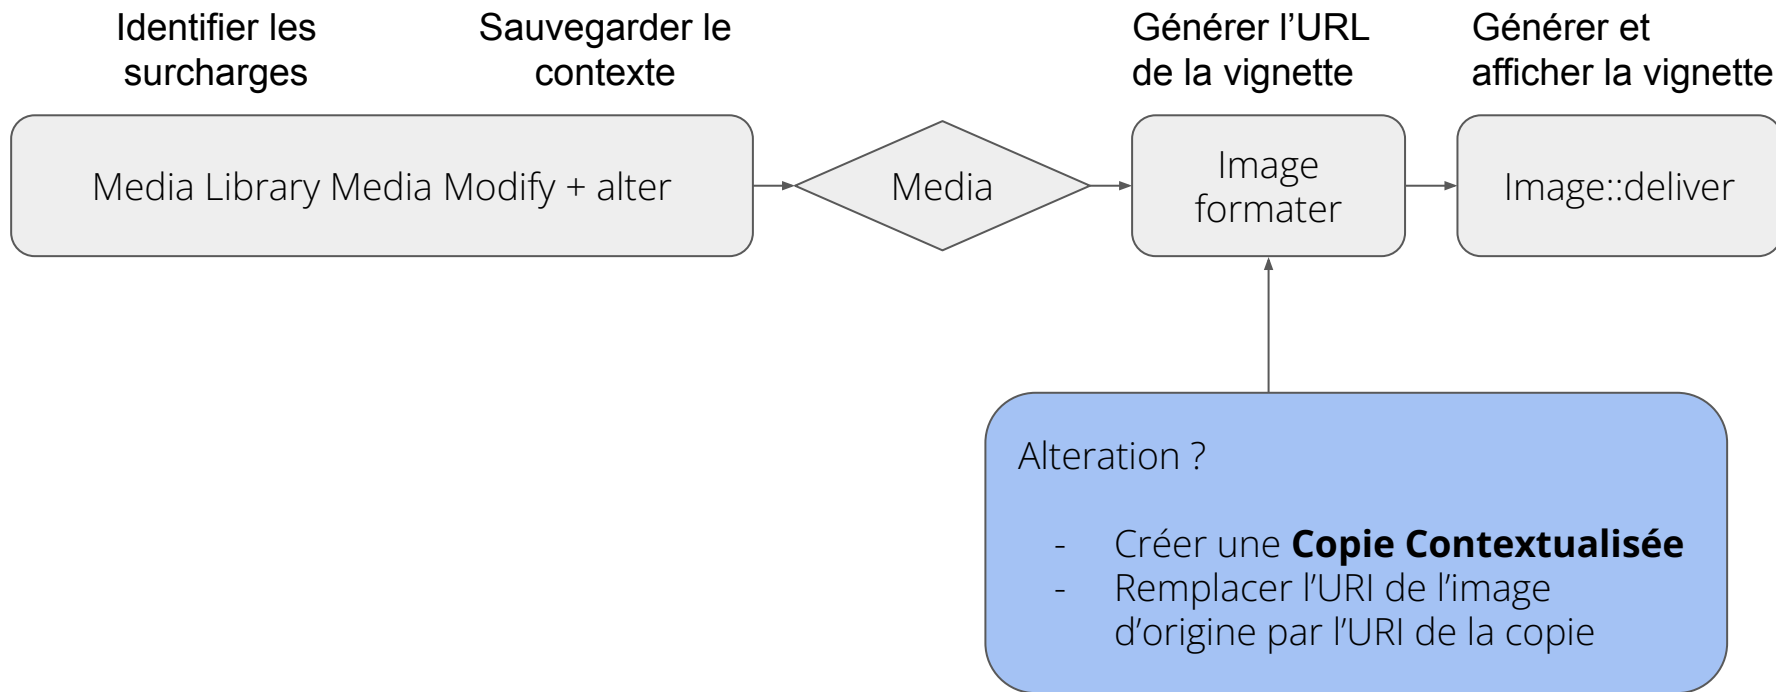 Identifier les
surcharges
Sauvegarder le
contexte
Générer l’URL
de la vignette
Générer et
afficher la vignette
Media Library Media Modify + alter
Media
Image
formater
Image::deliver
Alteration ?
- Créer une Copie Contextualisée
- Remplacer l’URI de l’image
d’origine par l’URI de la copie